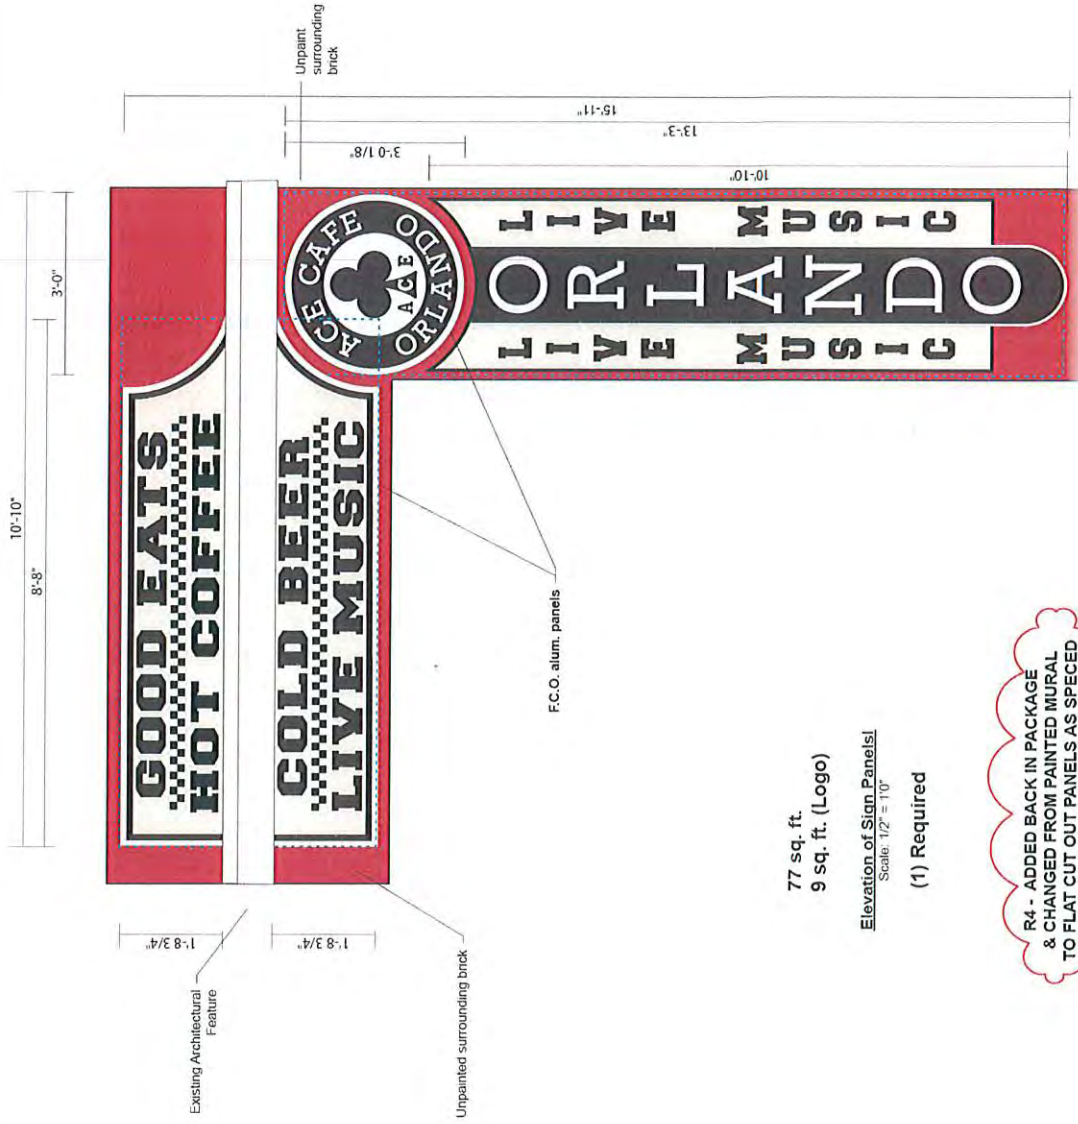 10'-10"
8'-8"
3'-0"
Unpaint
surrounding
brick
15'-11"
13'-3"
3'-0 1/8"
10'-10"
GOOD EATS
HOT COFFEE
COLD BEER
LIVE MUSIC
1'-8 3/4"
1'-8 3/4"
Existing Architectural
Feature
Unpainted surrounding brick
ACE CAFE
ACE
ORLANDO
LIVE MUSIC
ORLANDO
LIVE MUSIC
F.C.O. alum. panels
77 sq. ft.
9 sq. ft. (Logo)
Elevation of Sign Panelsl
Scale: 1/2" = 1'0"
(1) Required
R4 - ADDED BACK IN PACKAGE
& CHANGED FROM PAINTED MURAL
TO FLAT CUT OUT PANELS AS SPECED